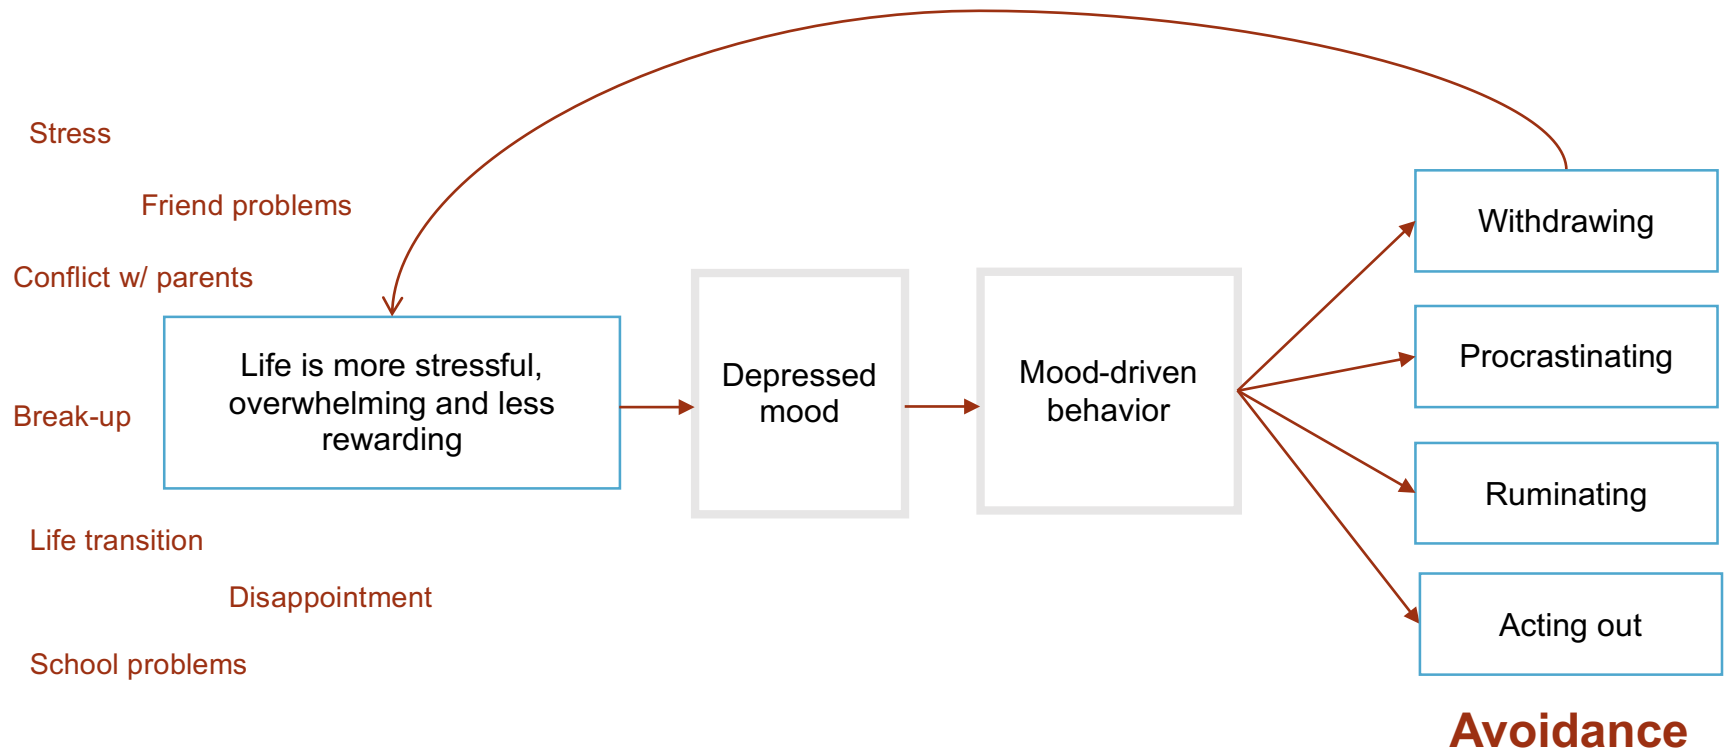 Stress
Friend problems
Conflict w/ parents
Break-up
Life transition
Disappointment
School problems
Life is more stressful,
overwhelming and less
rewarding
Depressed
mood
Mood-driven
behavior
Withdrawing
Procrastinating
Ruminating
Acting out
Avoidance